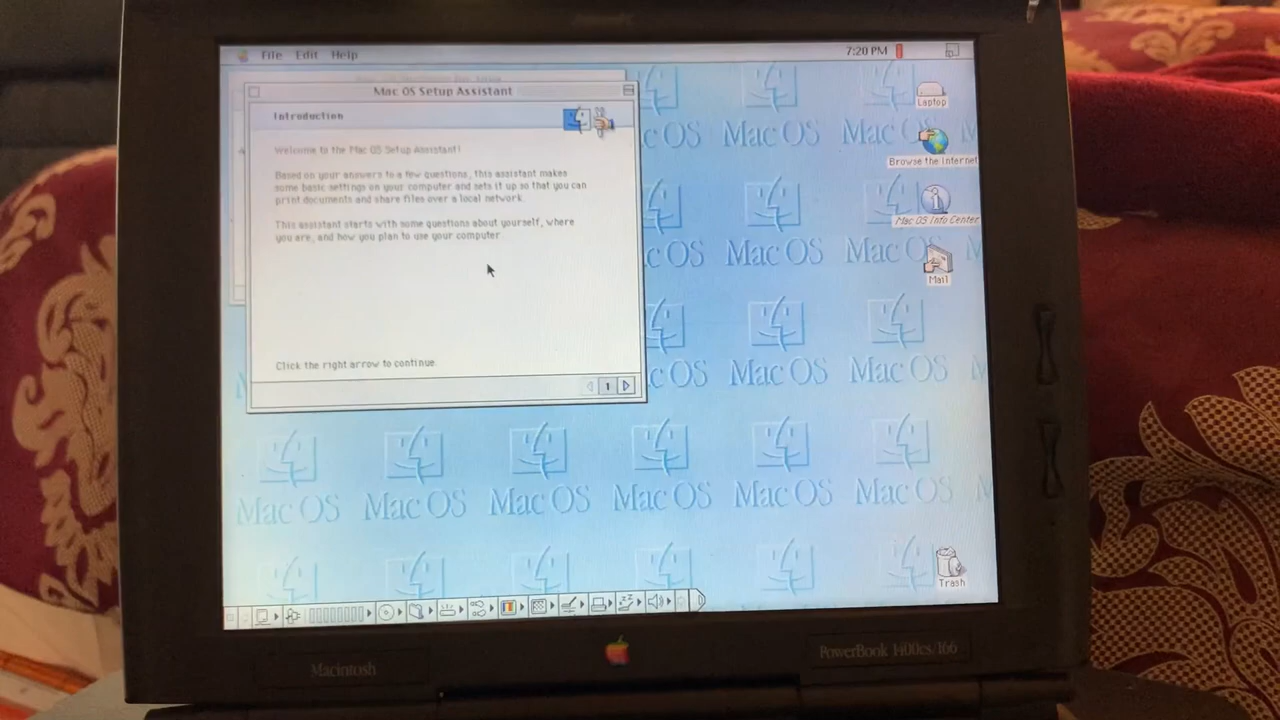 File Edit Help
7:20 PM
Mac OS Setup Assistant
Introduction
Welcome to the Mac OS Setup Assistant!
Based on your answers to a few questions, this assistant makes
some basic settings on your computer and sets it up so that you can
print documents and share files over a local network.
This assistant starts with some questions about yourself, where
you are, and how you plan to use your computer.
Click the right arrow to continue.
1
Laptop
Browse the Internet
Mac OS Info Center
Mail
Trash
c OS Mac OS Mac OS
c OS Mac OS Mac OS
c OS Mac OS Mac OS
Mac OS Mac OS Mac OS Mac OS Mac OS Mac OS
Macintosh
PowerBook 1400cs/166